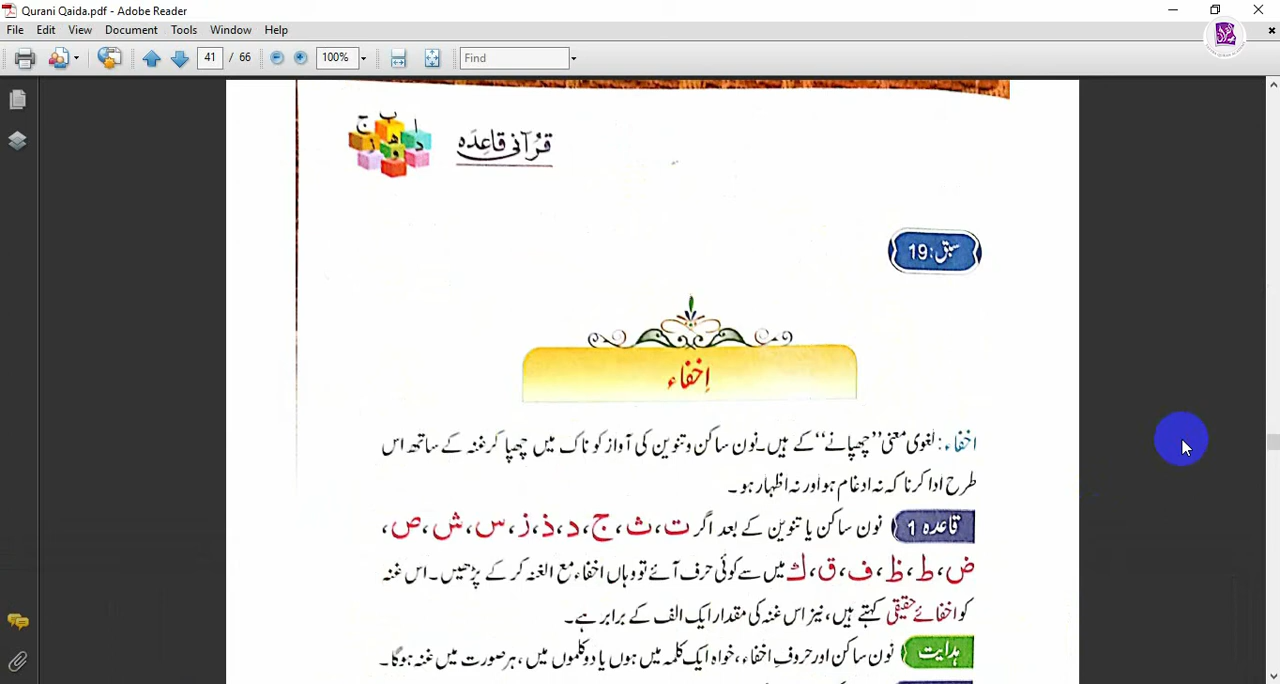 Qurani Qaida.pdf - Adobe Reader
File Edit View Document Tools Window Help
41 / 66 100% Find
ا ب ج د ھ و ز
قرآنی قاعدہ
سبق: 19
اِخفاء
اخفاء: لغوی معنی ’’چھپانے‘‘ کے ہیں۔ نون ساکن و تنوین کی آواز کو ناک میں چھپا کر غنہ کے ساتھ اس
طرح ادا کرنا کہ نہ ادغام ہو اور نہ اظہار ہو۔
قاعدہ 1 نون ساکن یا تنوین کے بعد اگر ت، ث، ج، د، ذ، ز، س، ش، ص،
ض، ط، ظ، ف، ق، ك میں سے کوئی حرف آئے تو وہاں اخفاء مع الغنہ کر کے پڑھیں۔ اس غنہ
کو اخفائے حقیقی کہتے ہیں، نیز اس غنہ کی مقدار ایک الف کے برابر ہے۔
ہدایت نون ساکن اور حروفِ اخفاء، خواہ ایک کلمہ میں ہوں یا دو کلموں میں، ہر صورت میں غنہ ہوگا۔